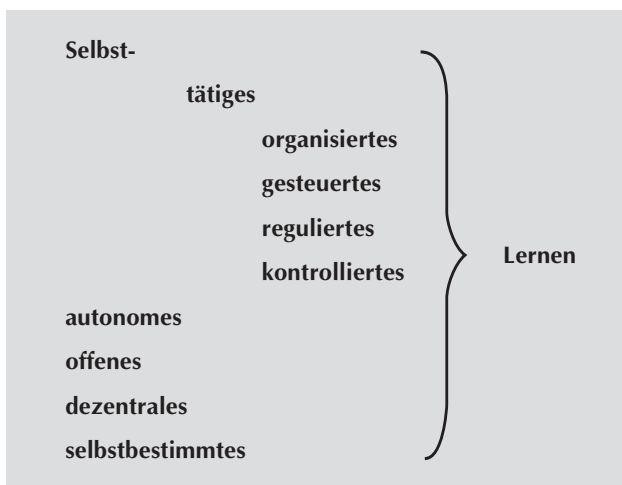 Selbst-
tätiges
organisiertes
gesteuertes
reguliertes
Lernen
kontrolliertes
autonomes
offenes
dezentrales
selbstbestimmtes